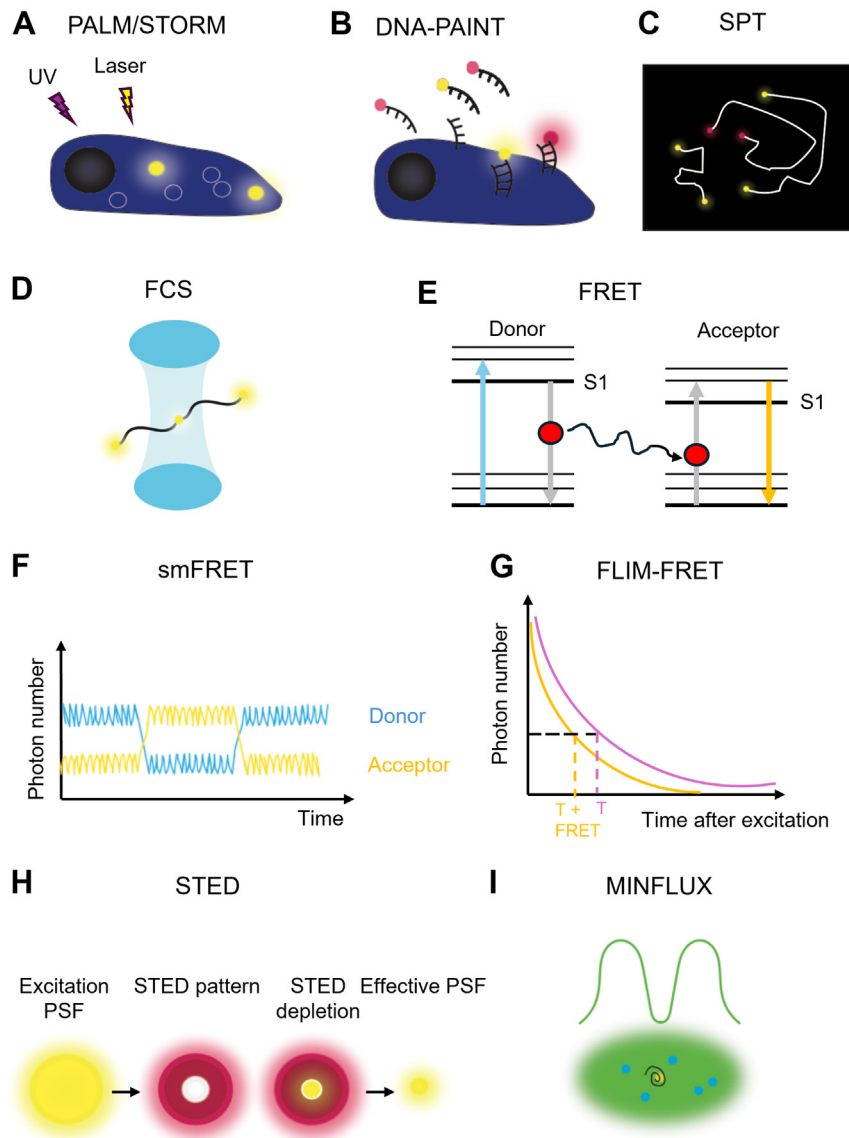 A PALM/STORM
UV
Laser
B DNA-PAINT
C SPT
D FCS
E FRET
Donor
Acceptor
S1
S1
F smFRET
Photon number
Donor
Acceptor
Time
G FLIM-FRET
Photon number
T +
FRET
T
Time after excitation
H STED
Excitation
PSF
STED pattern
STED
depletion
Effective PSF
I MINFLUX